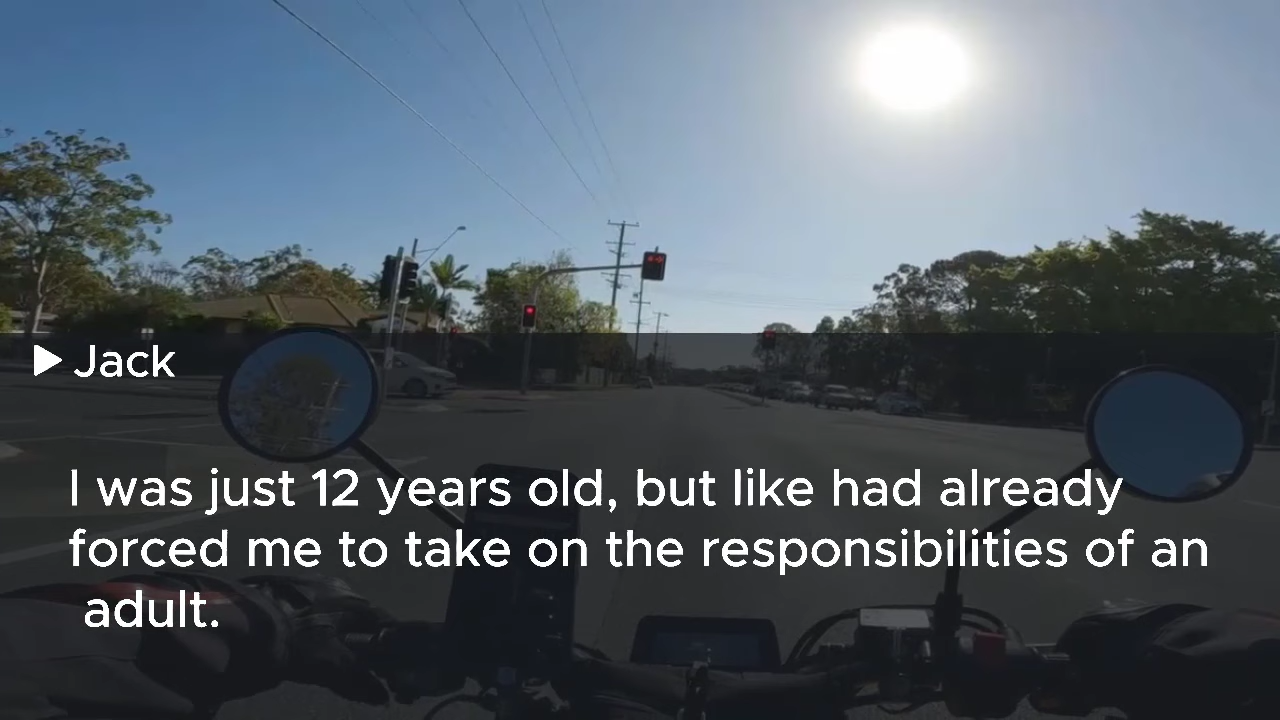 Jack
I was just 12 years old, but like had already
forced me to take on the responsibilities of an
adult.